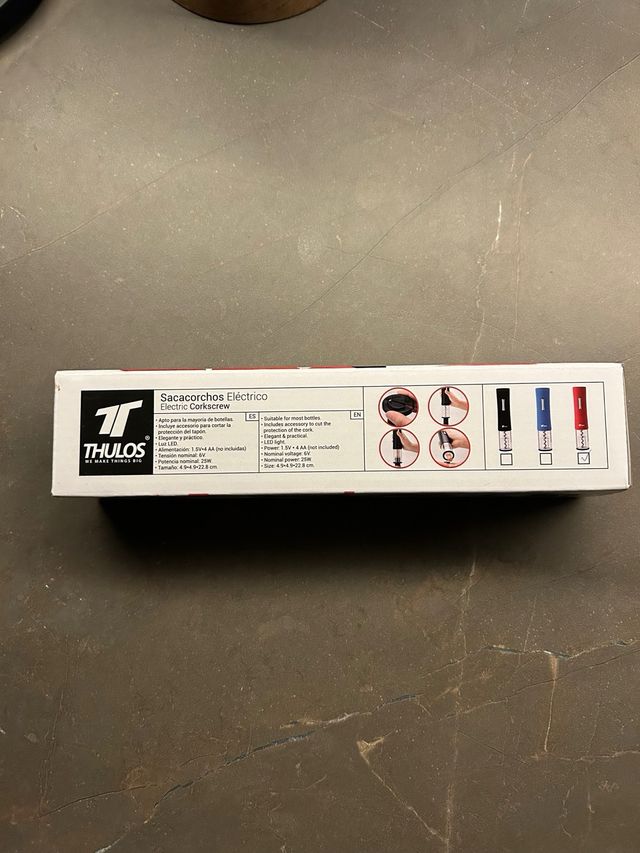 THULOS®
WE MAKE THINGS BIG
Sacacorchos Eléctrico
Electric Corkscrew
ES
• Apto para la mayoría de botellas.
• Incluye accesorio para cortar la
protección del tapón.
• Elegante y práctico.
• Luz LED.
• Alimentación: 1.5V*4 AA (no incluidas)
• Tensión nominal: 6V.
• Potencia nominal: 25W.
• Tamaño: 4.9*4.9*22.8 cm.
EN
• Suitable for most bottles.
• Includes accessory to cut the
protection of the cork.
• Elegant & practical.
• LED light.
• Power: 1.5V * 4 AA (not included)
• Nominal voltage: 6V.
• Nominal power: 25W.
• Size: 4.9*4.9*22.8 cm.